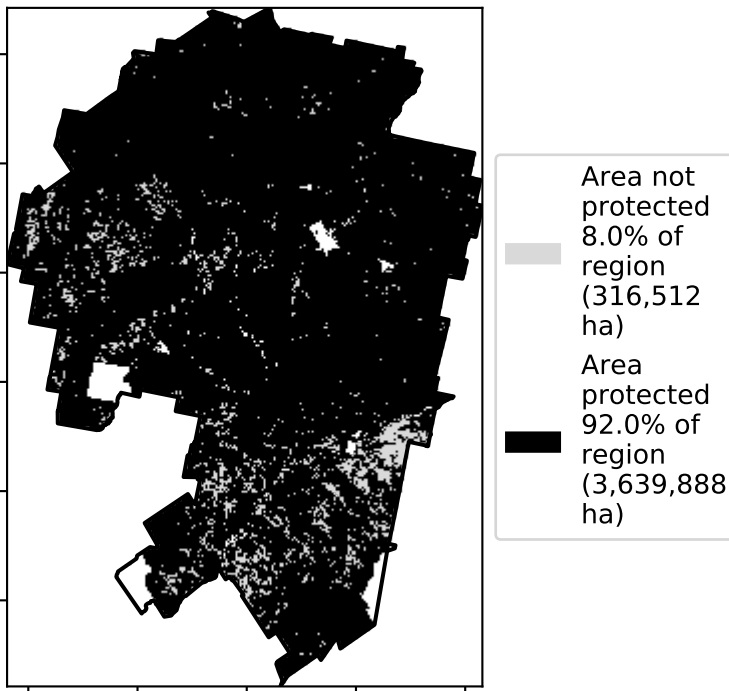 Area not
protected
8.0% of
region
(316,512
ha)
Area
protected
92.0% of
region
(3,639,888
ha)